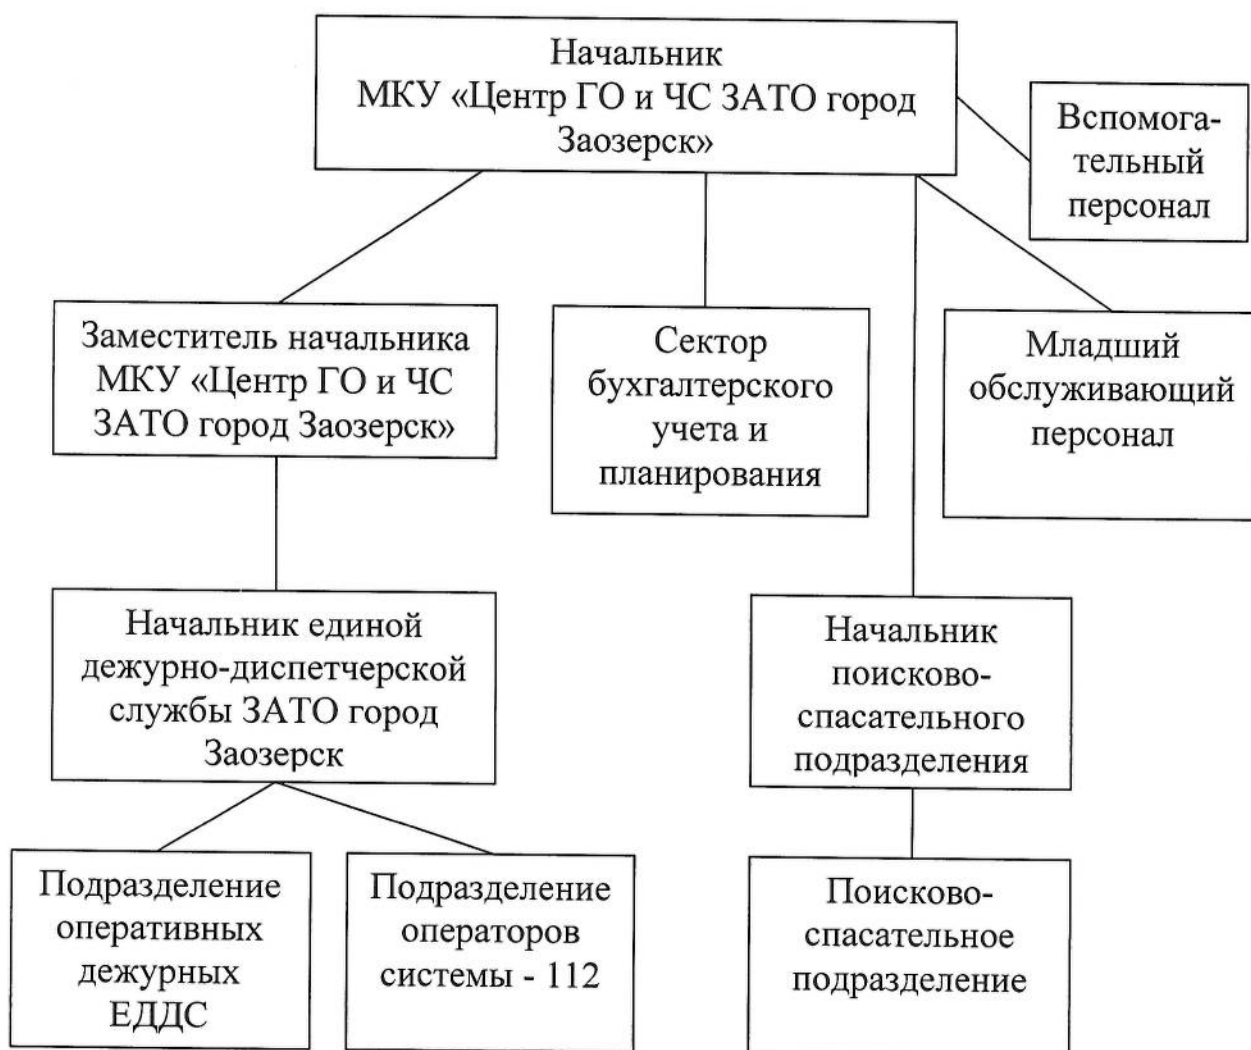 Начальник
МКУ «Центр ГО и ЧС ЗАТО город
Заозерск»
Вспомога-
тельный
персонал
Заместитель начальника
МКУ «Центр ГО и ЧС
ЗАТО город Заозерск»
Сектор
бухгалтерского
учета и
планирования
Младший
обслуживающий
персонал
Начальник единой
дежурно-диспетчерской
службы ЗАТО город
Заозерск
Начальник
поисково-
спасательного
подразделения
Подразделение
оперативных
дежурных
ЕДДС
Подразделение
операторов
системы - 112
Поисково-
спасательное
подразделение